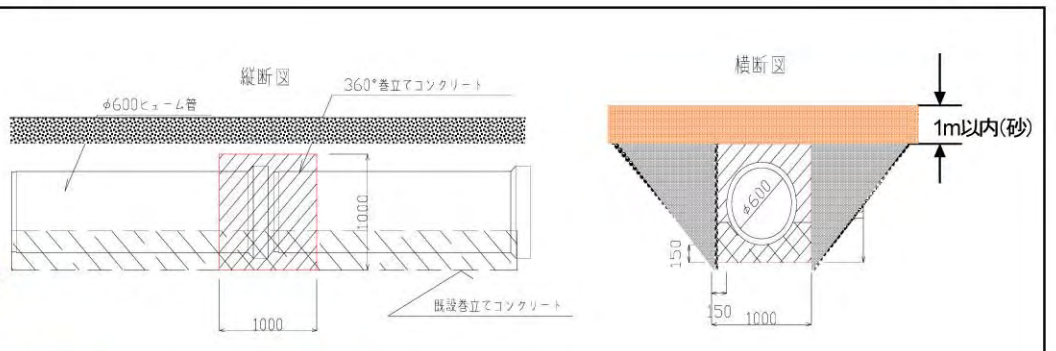 縦断図
φ600ヒューム管
360°巻立てコンクリート
1000
1000
既設巻立てコンクリート
横断図
1m以内(砂)
φ600
150
150
1000